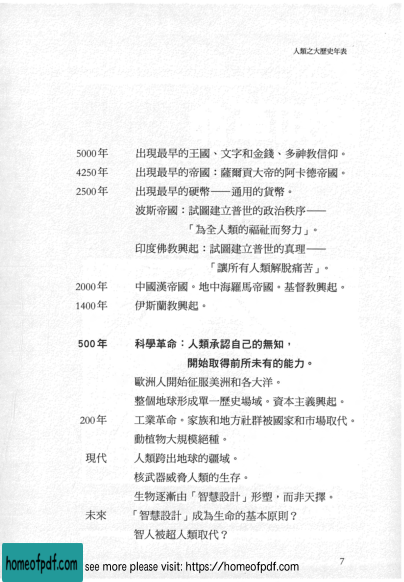 人類之大歷史年表
5000年 出現最早的王國、文字和金錢、多神教信仰。
4250年 出現最早的帝國：薩爾貢大帝的阿卡德帝國。
2500年 出現最早的硬幣——通用的貨幣。
波斯帝國：試圖建立普世的政治秩序——
「為全人類的福祉而努力」。
印度佛教興起：試圖建立普世的真理——
「讓所有人類解脫痛苦」。
2000年 中國漢帝國。地中海羅馬帝國。基督教興起。
1400年 伊斯蘭教興起。
500年 科學革命：人類承認自己的無知，
開始取得前所未有的能力。
歐洲人開始征服美洲和各大洋。
整個地球形成單一歷史場域。資本主義興起。
200年 工業革命。家族和地方社群被國家和市場取代。
動植物大規模絕種。
現代 人類跨出地球的疆域。
核武器威脅人類的生存。
生物逐漸由「智慧設計」形塑，而非天擇。
未來 「智慧設計」成為生命的基本原則？
智人被超人類取代？
7
homeofpdf.com see more please visit: https://homeofpdf.com